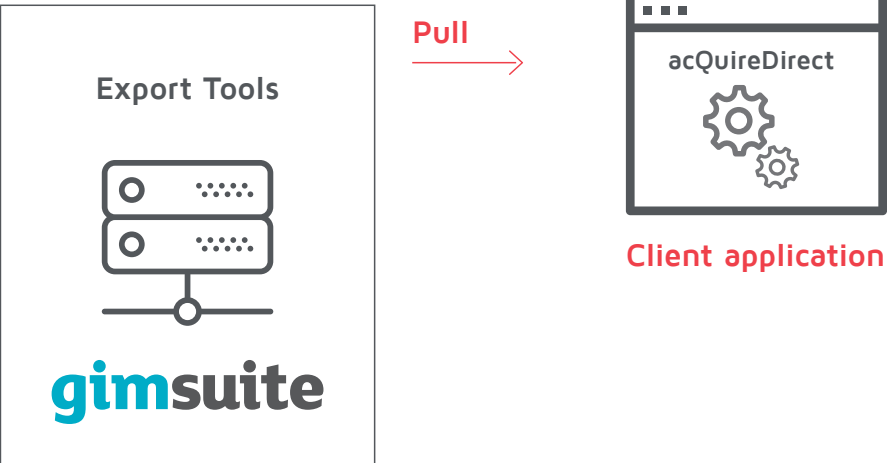 Pull
acQuireDirect
Export Tools
Client application
gimsuite